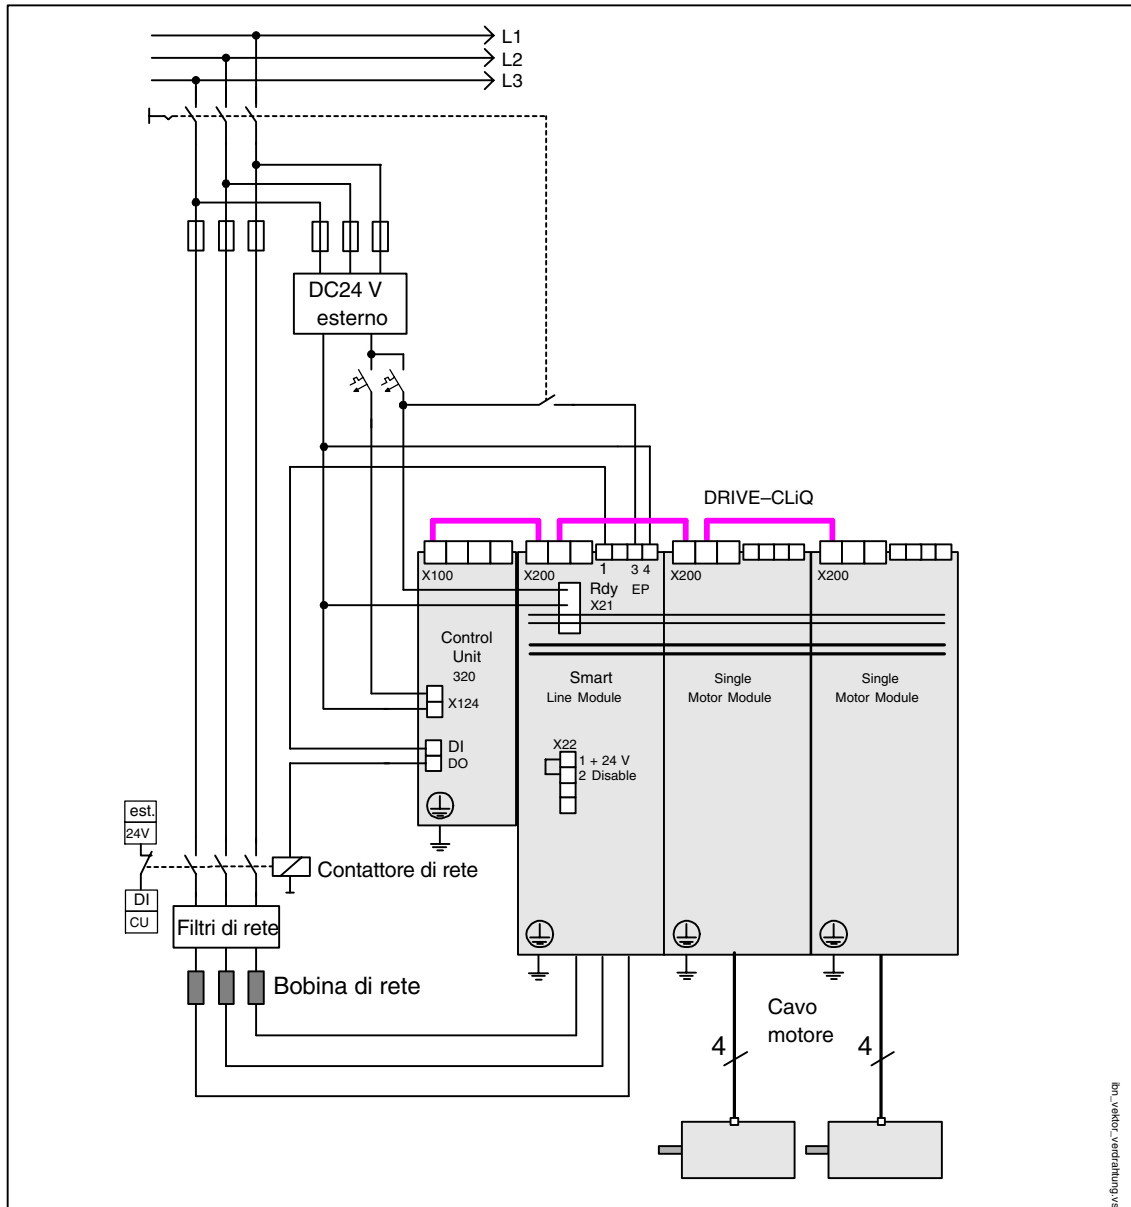 L1
L2
L3
DC24 V
esterno
DRIVE–CLiQ
X100
X200
1
3 4
X200
X200
Rdy
EP
X21
Control
Unit
320
X124
Smart
Line Module
Single
Motor Module
Single
Motor Module
DI
DO
X22
1 + 24 V
2 Disable
est.
24V
Contattore di rete
DI
CU
Filtri di rete
Bobina di rete
Cavo
motore
4
4
ibn_vektor_verdrahtung.vs